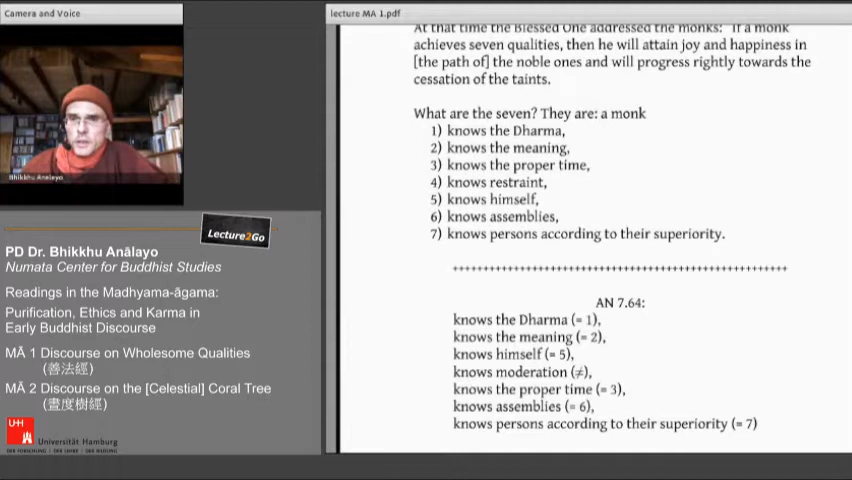 Camera and Voice
lecture MA 1.pdf
At that time the Blessed One addressed the monks: "If a monk
achieves seven qualities, then he will attain joy and happiness in
[the path of] the noble ones and will progress rightly towards the
cessation of the taints.
What are the seven? They are: a monk
1) knows the Dharma,
2) knows the meaning,
3) knows the proper time,
4) knows restraint,
5) knows himself,
6) knows assemblies,
7) knows persons according to their superiority.
++++++++++++++++++++++++++++++++++++++++++++++++++++++
AN 7.64:
knows the Dharma (= 1),
knows the meaning (= 2),
knows himself (= 5),
knows moderation (≠),
knows the proper time (= 3),
knows assemblies (= 6),
knows persons according to their superiority (= 7)
Bhikkhu Analayo
Lecture2Go
PD Dr. Bhikkhu Anālayo
Numata Center for Buddhist Studies
Readings in the Madhyama-āgama:
Purification, Ethics and Karma in
Early Buddhist Discourse
MĀ 1 Discourse on Wholesome Qualities
(善法經)
MĀ 2 Discourse on the [Celestial] Coral Tree
(晝度樹經)
UHH
Universität Hamburg
DER FORSCHUNG | DER LEHRE | DER BILDUNG